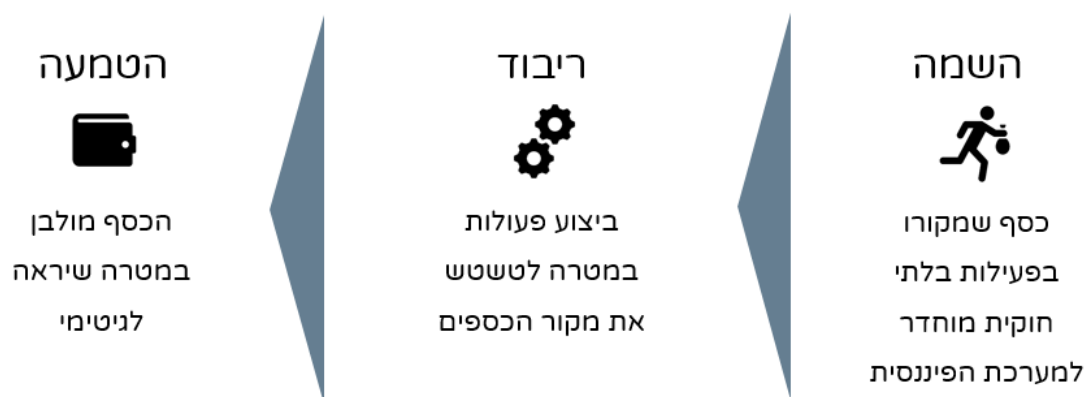 השמה
כסף שמקורו
בפעילות בלתי
חוקית מוחדר
למערכת הפיננסית
ריבוד
ביצוע פעולות
במטרה לטשטש
את מקור הכספים
הטמעה
הכסף מולבן
במטרה שיראה
לגיטימי